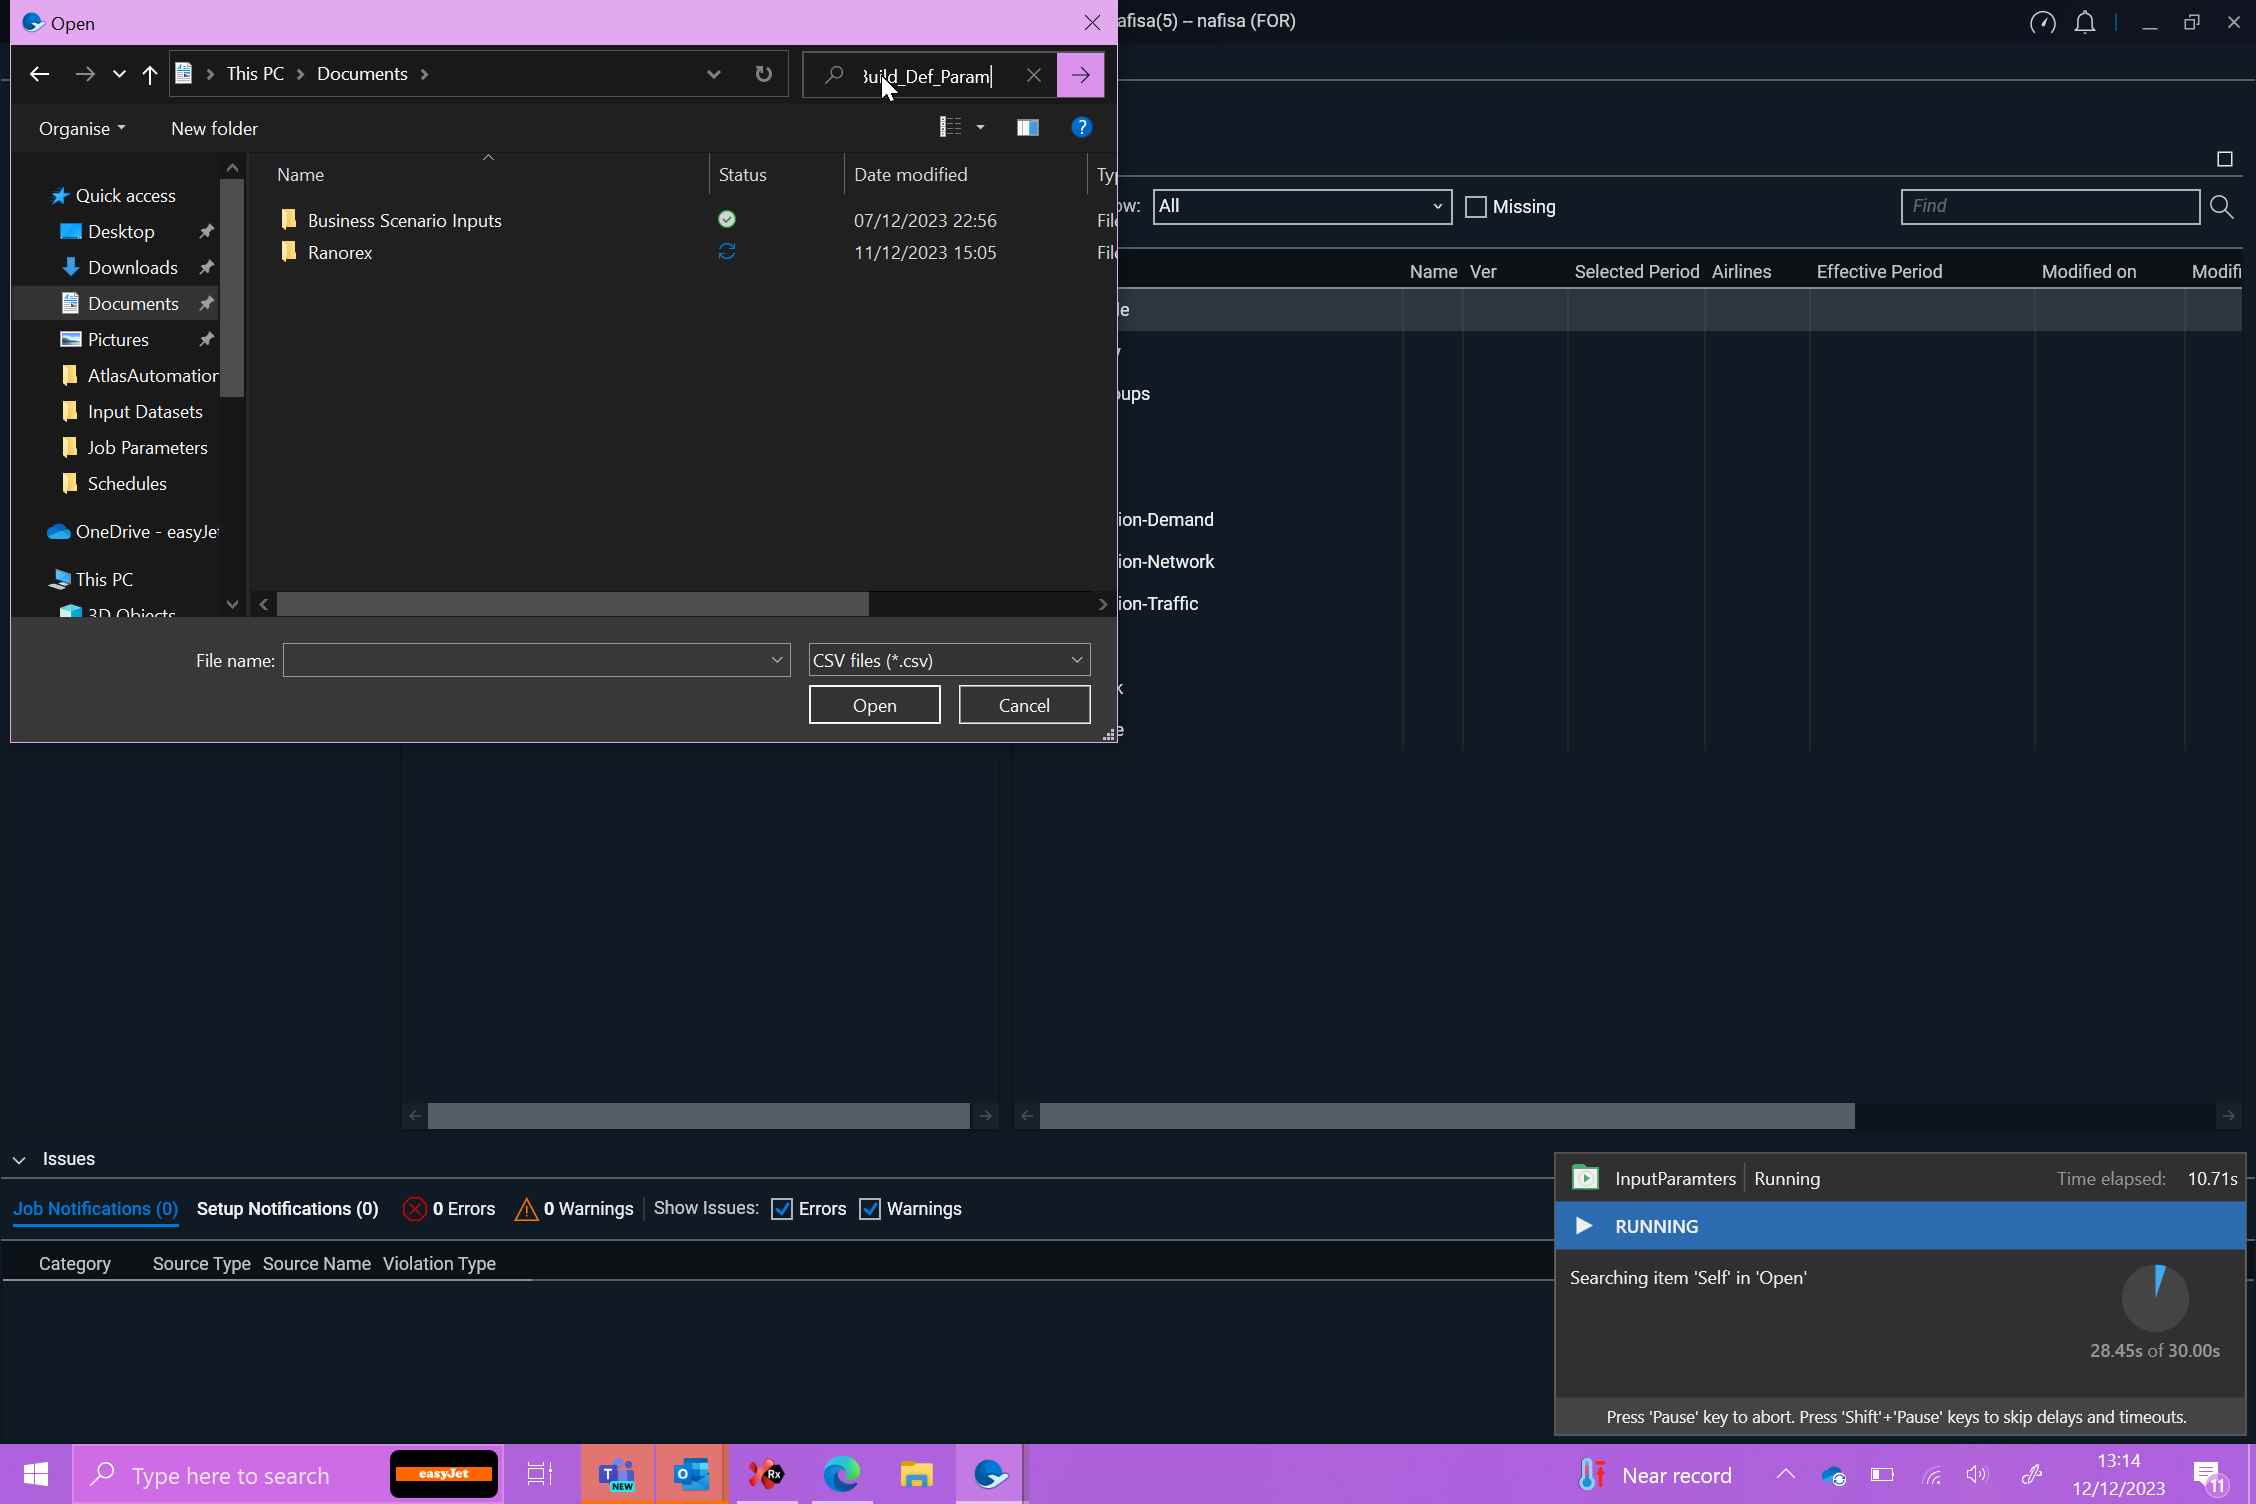 Open
afisa(5) – nafisa (FOR)
This PC
Documents
Build_Def_Param
Organise
New folder
Name
Status
Date modified
Business Scenario Inputs
07/12/2023 22:56
Ranorex
11/12/2023 15:05
Quick access
Desktop
Downloads
Documents
Pictures
AtlasAutomation
Input Datasets
Job Parameters
Schedules
OneDrive - easyJet
This PC
3D Objects
File name:
CSV files (*.csv)
Open
Cancel
ow:
All
Missing
Find
Name
Ver
Selected Period
Airlines
Effective Period
Modified on
Modifi
le
oups
ion-Demand
ion-Network
ion-Traffic
Issues
Job Notifications (0)
Setup Notifications (0)
0 Errors
0 Warnings
Show Issues:
Errors
Warnings
Category
Source Type
Source Name
Violation Type
InputParamters
Running
Time elapsed:
10.71s
RUNNING
Searching item 'Self' in 'Open'
28.45s of 30.00s
Press 'Pause' key to abort. Press 'Shift'+'Pause' keys to skip delays and timeouts.
Type here to search
easyJet
T
NEW
O
Rx
Near record
13:14
12/12/2023
11